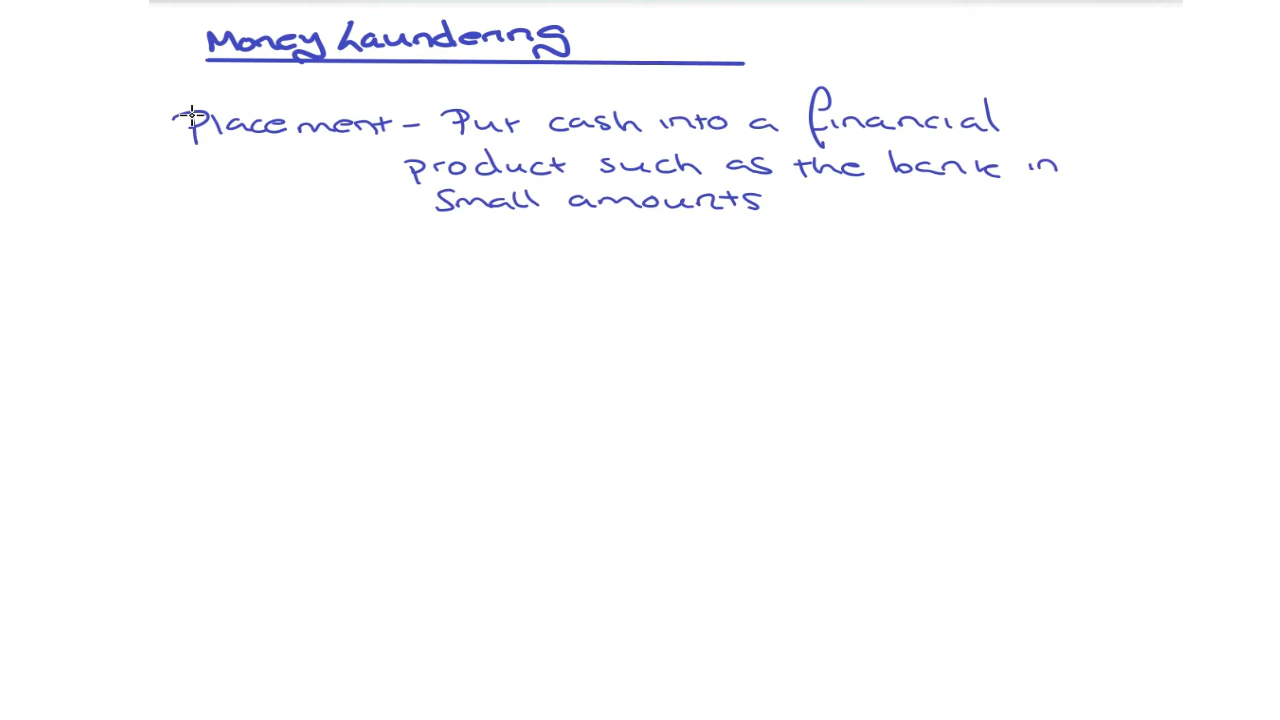 Money Laundering
Placement - Put cash into a financial
product such as the bank in
small amounts